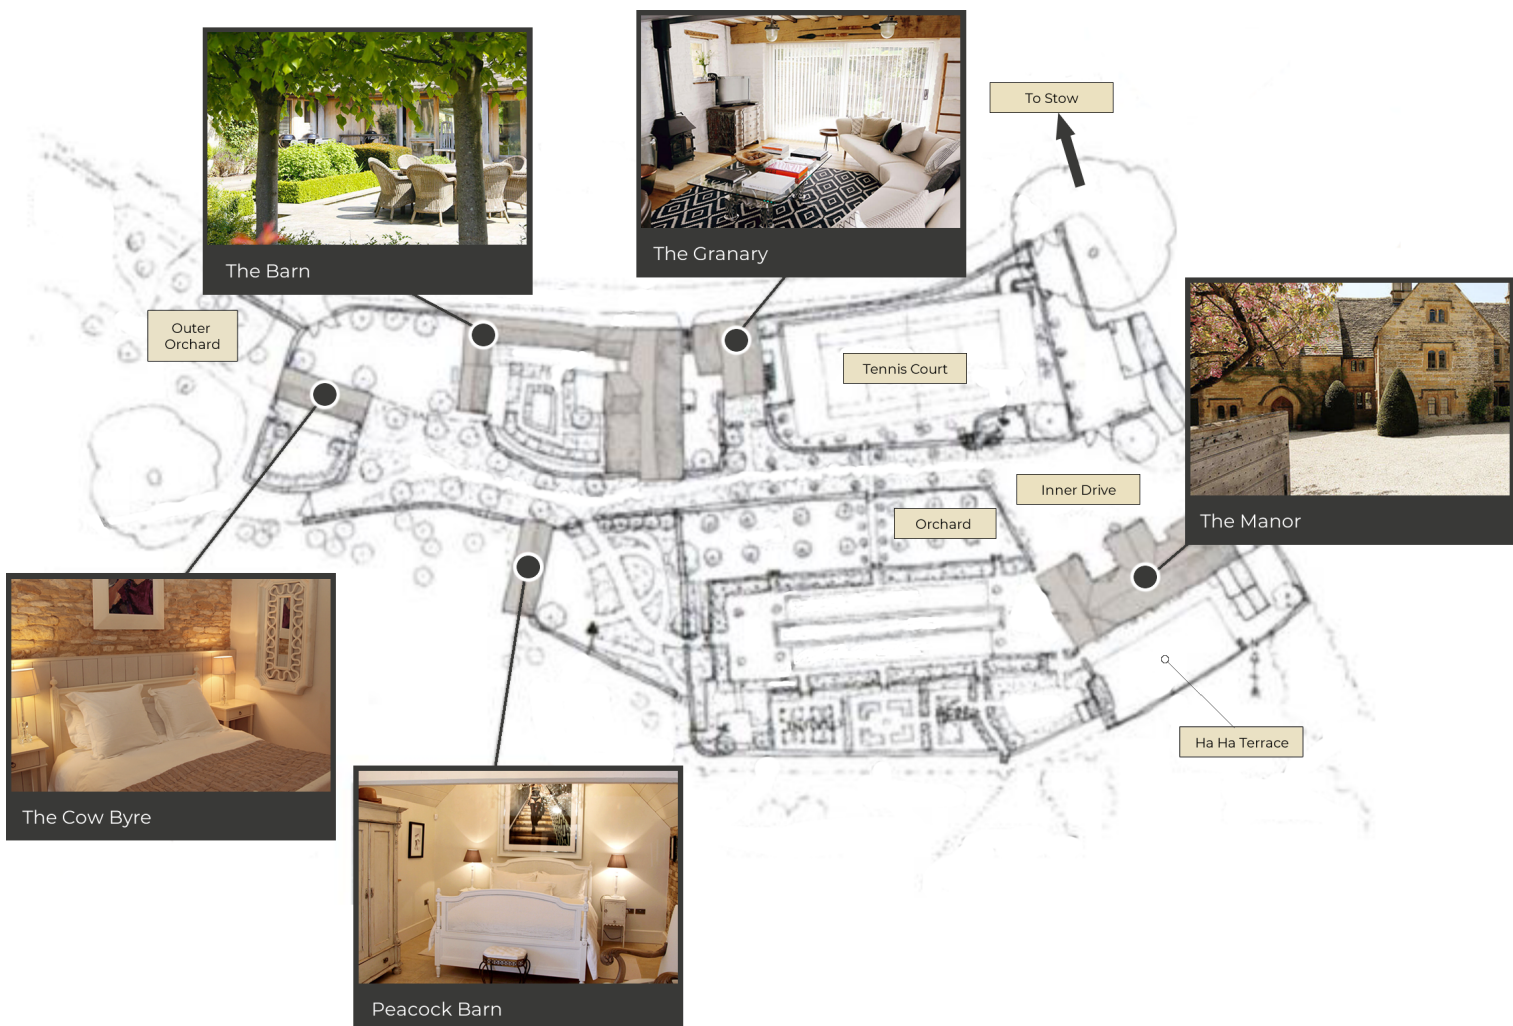 To Stow
The Granary
The Barn
Outer
Orchard
Tennis Court
Inner Drive
Orchard
The Manor
Ha Ha Terrace
The Cow Byre
Peacock Barn